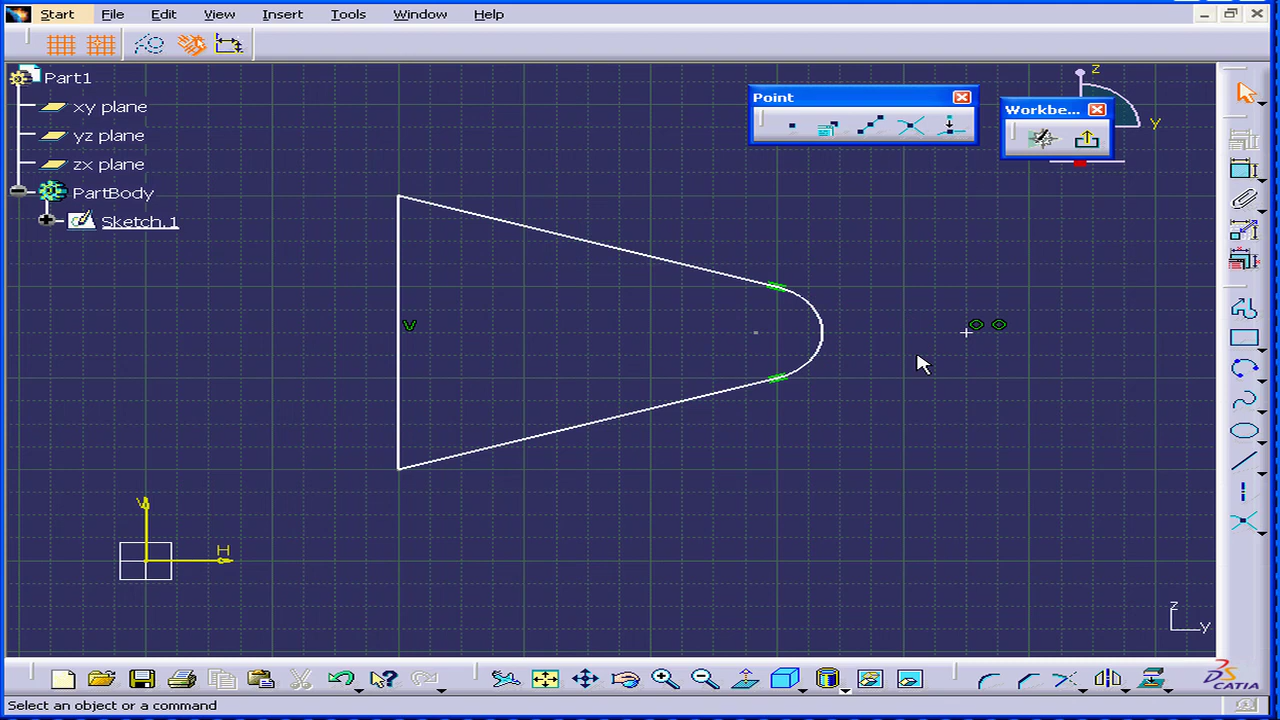 Start File Edit View Insert Tools Window Help
Part1
xy plane
yz plane
zx plane
PartBody
Sketch.1
Point
Workbe...
z
y
V
V
H
z
y
DS
CATIA
Select an object or a command